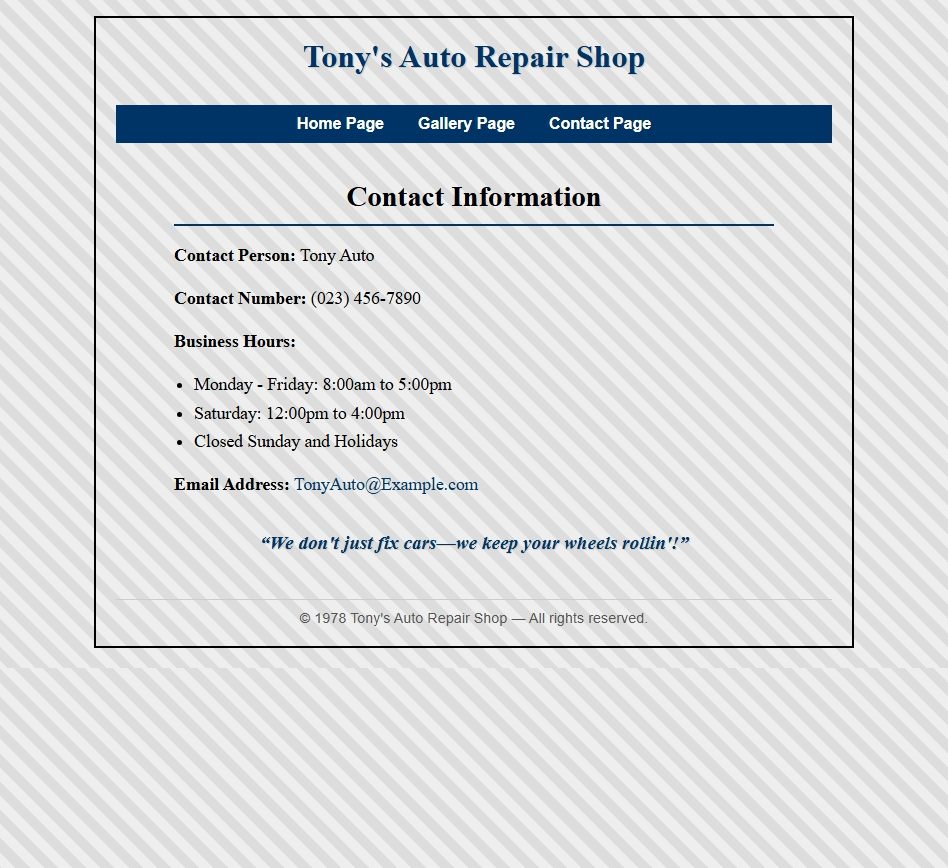 Tony's Auto Repair Shop
Home Page Gallery Page Contact Page
Contact Information
Contact Person: Tony Auto
Contact Number: (023) 456-7890
Business Hours:
• Monday - Friday: 8:00am to 5:00pm
• Saturday: 12:00pm to 4:00pm
• Closed Sunday and Holidays
Email Address: TonyAuto@Example.com
“We don't just fix cars—we keep your wheels rollin'!”
© 1978 Tony's Auto Repair Shop — All rights reserved.